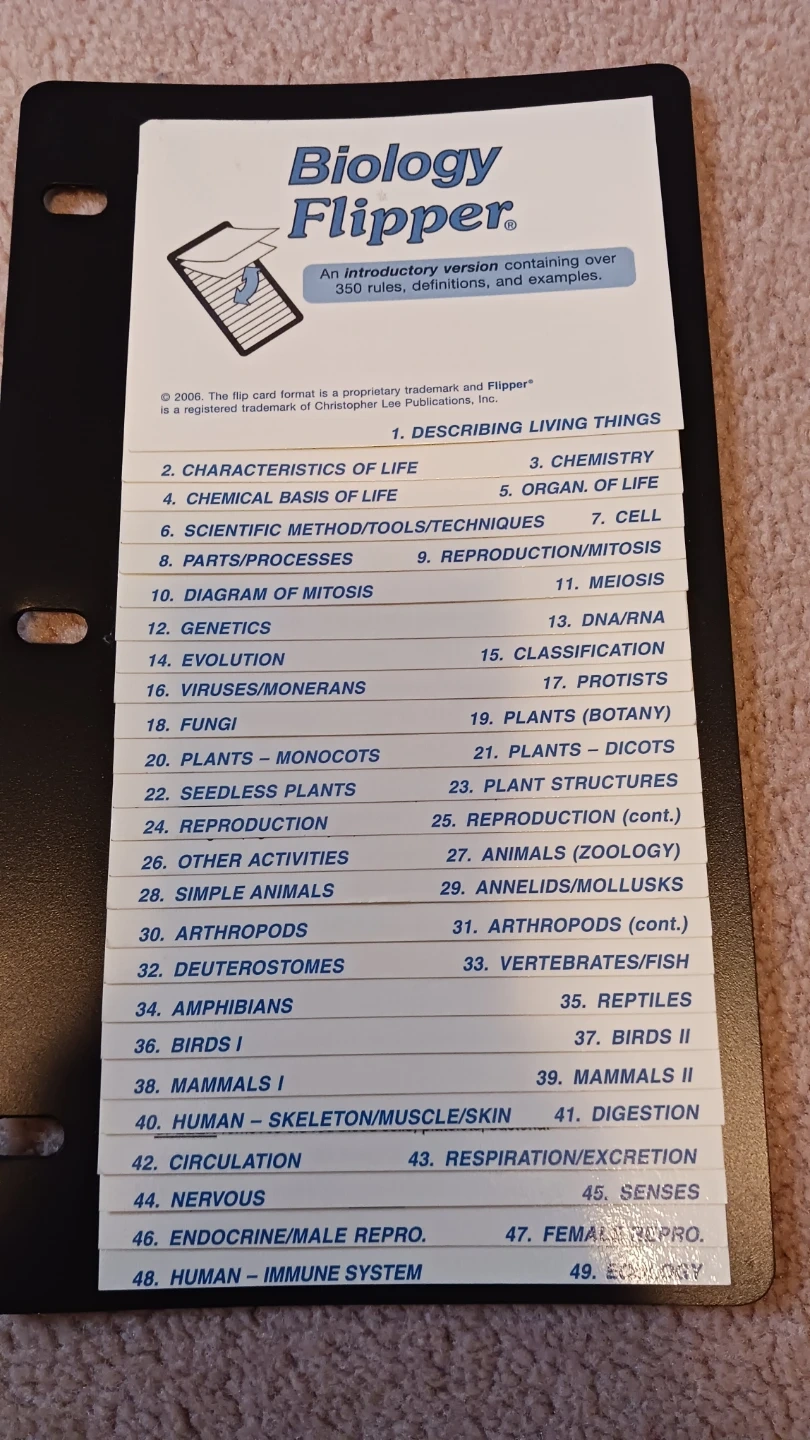 Biology
Flipper®
An introductory version containing over
350 rules, definitions, and examples.
© 2006. The flip card format is a proprietary trademark and Flipper®
is a registered trademark of Christopher Lee Publications, Inc.
1. DESCRIBING LIVING THINGS
2. CHARACTERISTICS OF LIFE 3. CHEMISTRY
4. CHEMICAL BASIS OF LIFE 5. ORGAN. OF LIFE
6. SCIENTIFIC METHOD/TOOLS/TECHNIQUES 7. CELL
8. PARTS/PROCESSES 9. REPRODUCTION/MITOSIS
10. DIAGRAM OF MITOSIS 11. MEIOSIS
12. GENETICS 13. DNA/RNA
14. EVOLUTION 15. CLASSIFICATION
16. VIRUSES/MONERANS 17. PROTISTS
18. FUNGI 19. PLANTS (BOTANY)
20. PLANTS – MONOCOTS 21. PLANTS – DICOTS
22. SEEDLESS PLANTS 23. PLANT STRUCTURES
24. REPRODUCTION 25. REPRODUCTION (cont.)
26. OTHER ACTIVITIES 27. ANIMALS (ZOOLOGY)
28. SIMPLE ANIMALS 29. ANNELIDS/MOLLUSKS
30. ARTHROPODS 31. ARTHROPODS (cont.)
32. DEUTEROSTOMES 33. VERTEBRATES/FISH
34. AMPHIBIANS 35. REPTILES
36. BIRDS I 37. BIRDS II
38. MAMMALS I 39. MAMMALS II
40. HUMAN – SKELETON/MUSCLE/SKIN 41. DIGESTION
42. CIRCULATION 43. RESPIRATION/EXCRETION
44. NERVOUS 45. SENSES
46. ENDOCRINE/MALE REPRO. 47. FEMALE REPRO.
48. HUMAN – IMMUNE SYSTEM 49. ECOLOGY